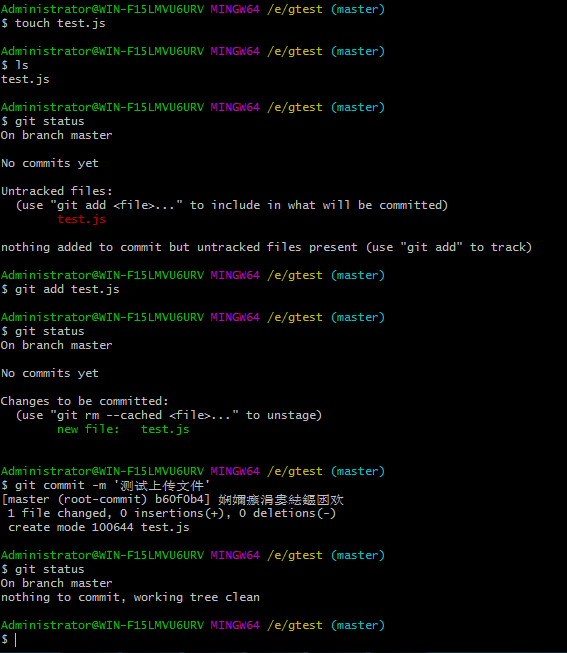 Administrator@WIN-F15LMVU6URV MINGW64 /e/gtest (master)
$ touch test.js
Administrator@WIN-F15LMVU6URV MINGW64 /e/gtest (master)
$ ls
test.js
Administrator@WIN-F15LMVU6URV MINGW64 /e/gtest (master)
$ git status
On branch master
No commits yet
Untracked files:
(use "git add <file>..." to include in what will be committed)
test.js
nothing added to commit but untracked files present (use "git add" to track)
Administrator@WIN-F15LMVU6URV MINGW64 /e/gtest (master)
$ git add test.js
Administrator@WIN-F15LMVU6URV MINGW64 /e/gtest (master)
$ git status
On branch master
No commits yet
Changes to be committed:
(use "git rm --cached <file>..." to unstage)
new file:   test.js
Administrator@WIN-F15LMVU6URV MINGW64 /e/gtest (master)
$ git commit -m '测试上传文件'
[master (root-commit) b60f0b4] 娴嬭瘯涓婁紶鏂囦欢
1 file changed, 0 insertions(+), 0 deletions(-)
create mode 100644 test.js
Administrator@WIN-F15LMVU6URV MINGW64 /e/gtest (master)
$ git status
On branch master
nothing to commit, working tree clean
Administrator@WIN-F15LMVU6URV MINGW64 /e/gtest (master)
$